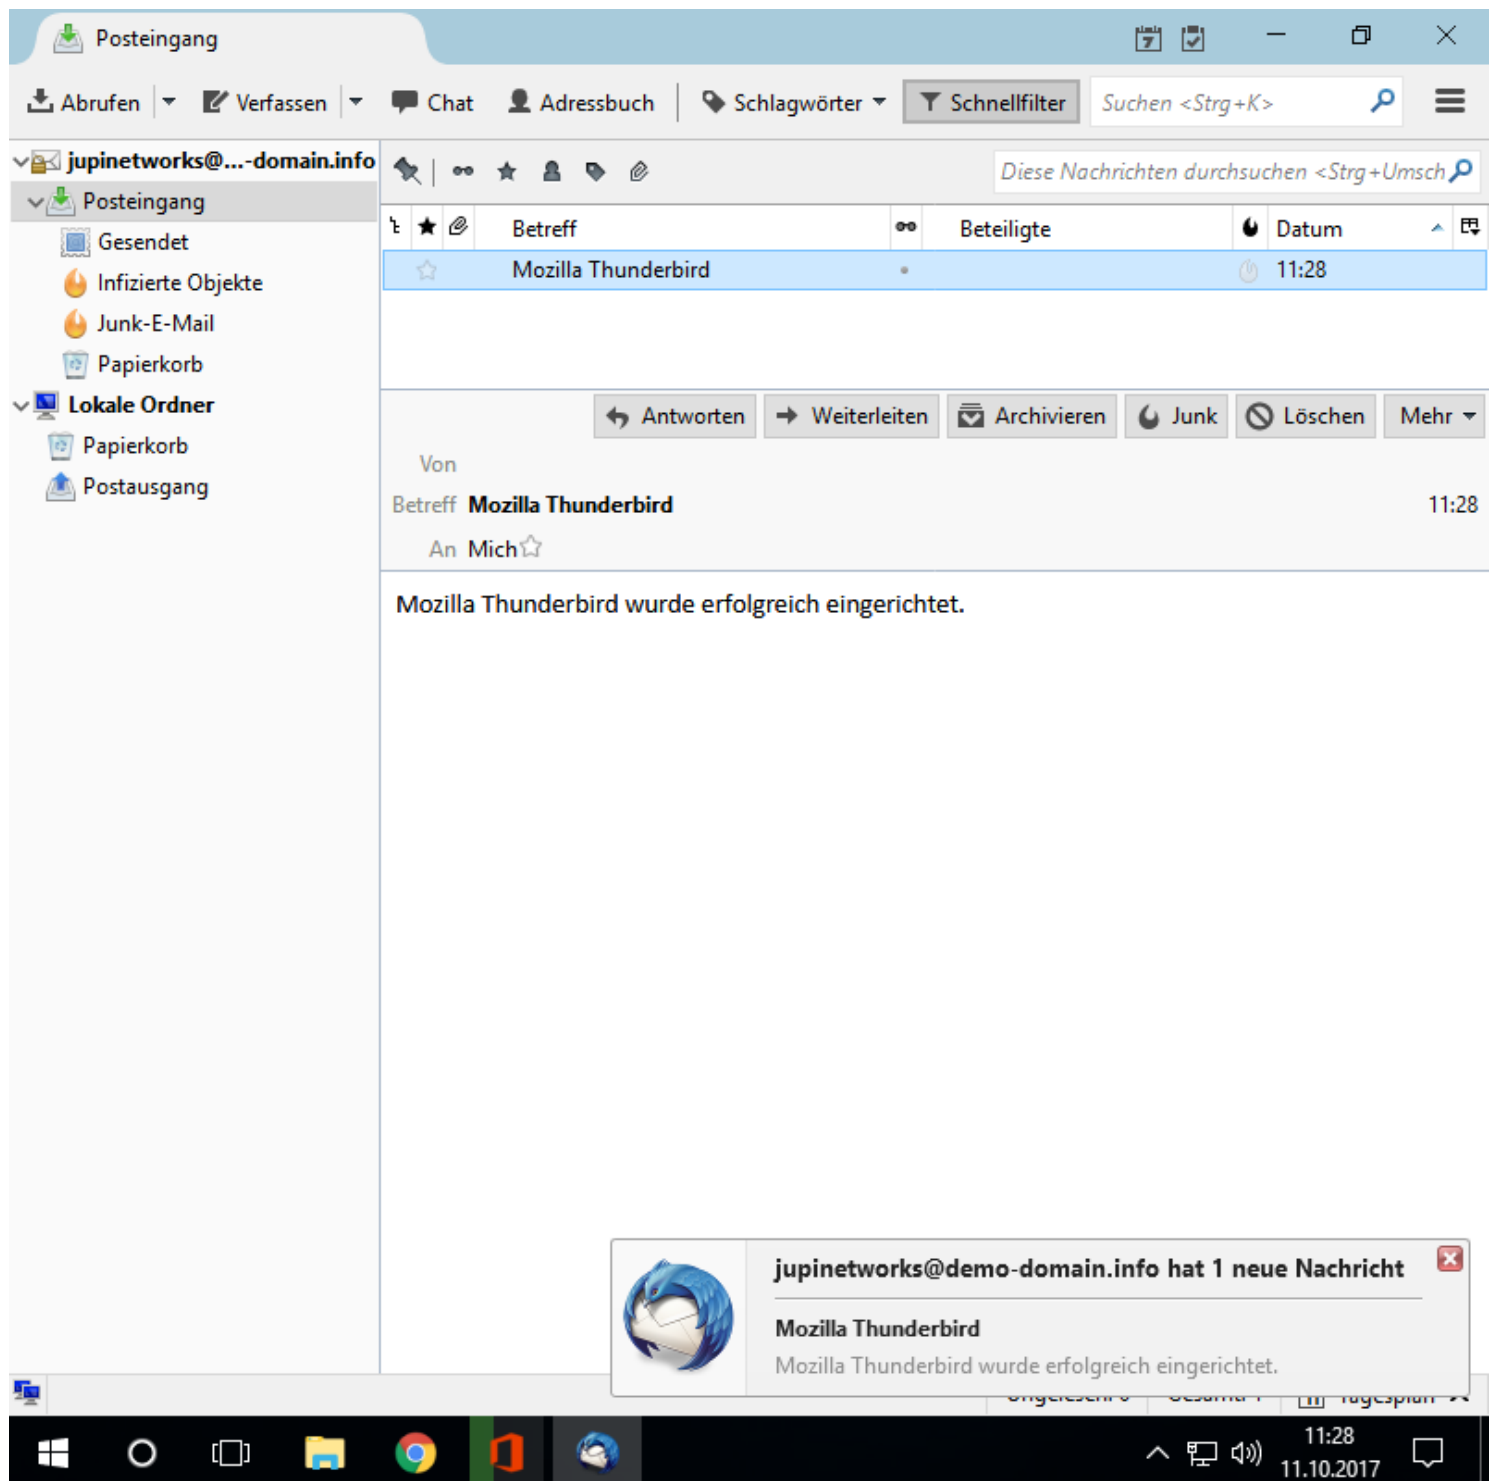 Posteingang
Abrufen Verfassen Chat Adressbuch Schlagwörter Schnellfilter Suchen <Strg+K>
jupinetworks@...-domain.info
Diese Nachrichten durchsuchen <Strg+Umsch
Posteingang
Gesendet
Infizierte Objekte
Junk-E-Mail
Papierkorb
Lokale Ordner
Papierkorb
Postausgang
Betreff Beteiligte Datum
Mozilla Thunderbird 11:28
Antworten Weiterleiten Archivieren Junk Löschen Mehr
Von
Betreff Mozilla Thunderbird 11:28
An Mich
Mozilla Thunderbird wurde erfolgreich eingerichtet.
jupinetworks@demo-domain.info hat 1 neue Nachricht
Mozilla Thunderbird
Mozilla Thunderbird wurde erfolgreich eingerichtet.
11:28
11.10.2017